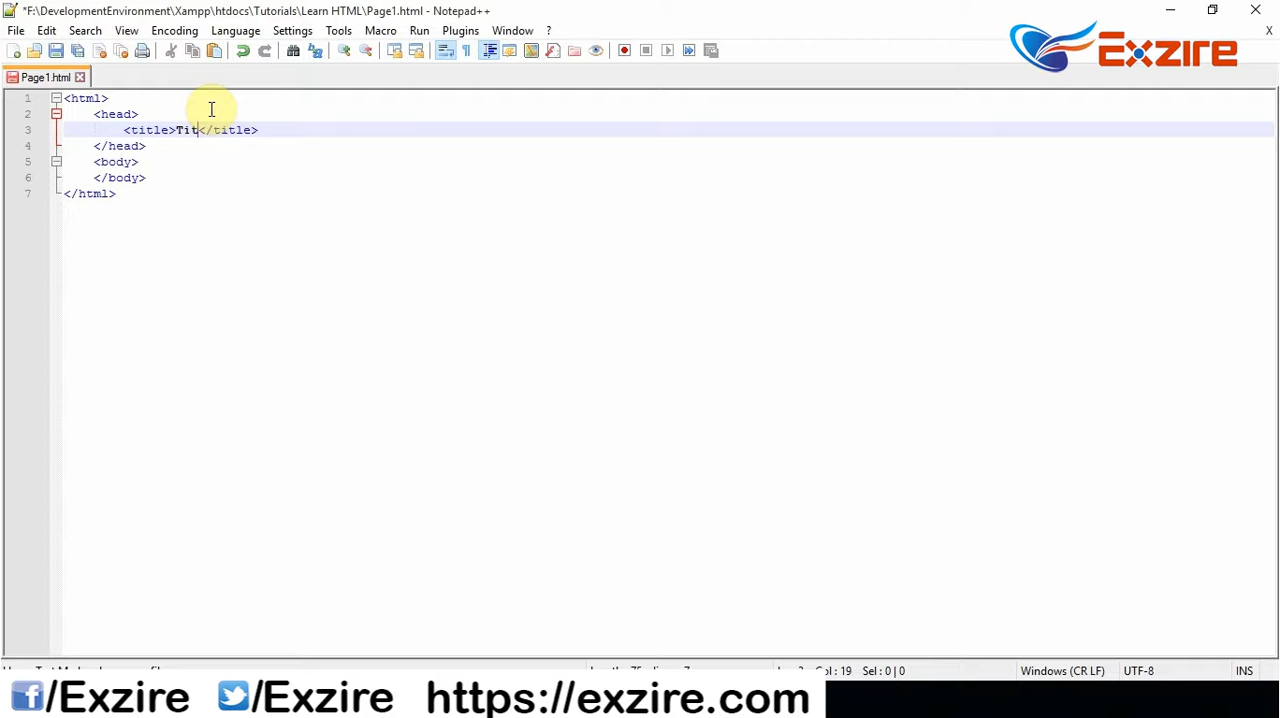 *F:\DevelopmentEnvironment\Xampp\htdocs\Tutorials\Learn HTML\Page1.html - Notepad++
File Edit Search View Encoding Language Settings Tools Macro Run Plugins Window ? X
Exzire
Page1.html
1 <html>
2 <head>
3 <title>Tit</title>
4 </head>
5 <body>
6 </body>
7 </html>
Col : 19 Sel : 0 | 0 Windows (CR LF) UTF-8 INS
/Exzire /Exzire https://exzire.com